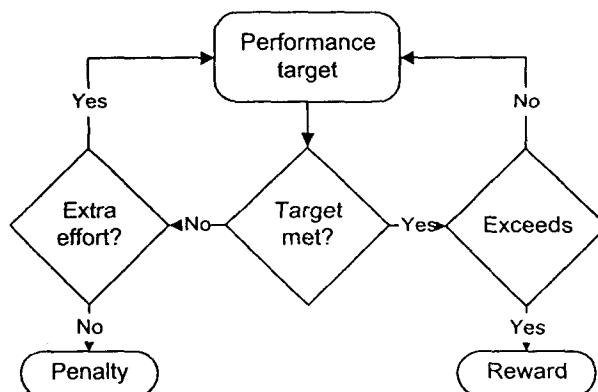 Performance
target
Yes
No
Extra
effort?
No
Target
met?
Yes
Exceeds
No
Yes
Penalty
Reward